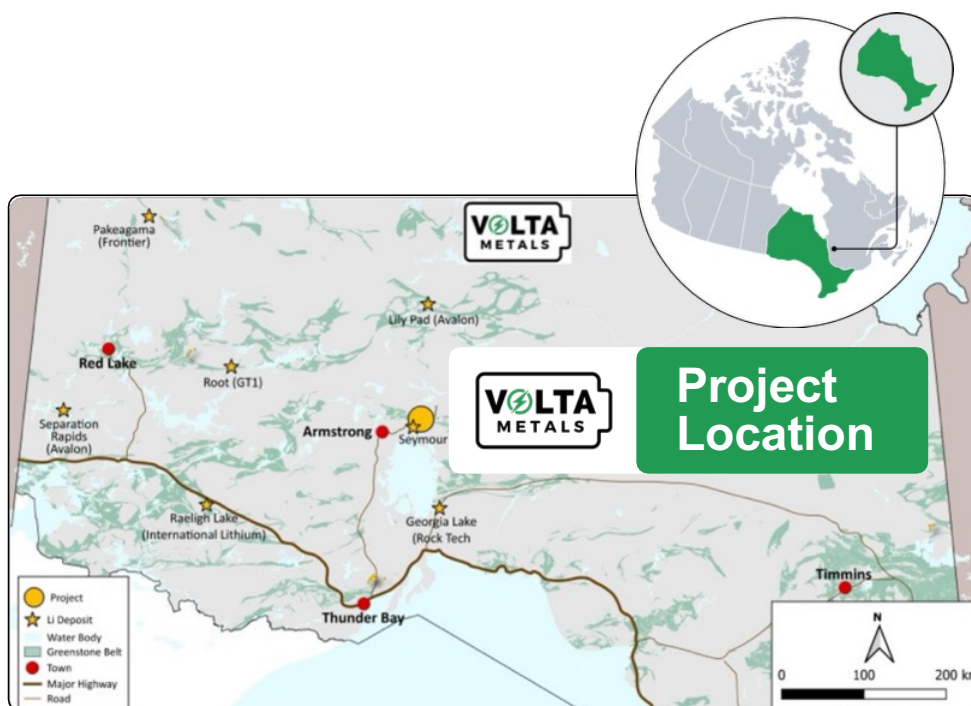 VOLTA
METALS
Pakeagama
(Frontier)
Lily Pad (Avalon)
Red Lake
Root (GT1)
VOLTA
METALS
Project
Location
Separation
Rapids
(Avalon)
Armstrong
Seymour
Raeligh Lake
(International Lithium)
Georgia Lake
(Rock Tech
Timmins
Thunder Bay
Project
Li Deposit
Water Body
Greenstone Belt
Town
Major Highway
Road
N
0 100 200 km